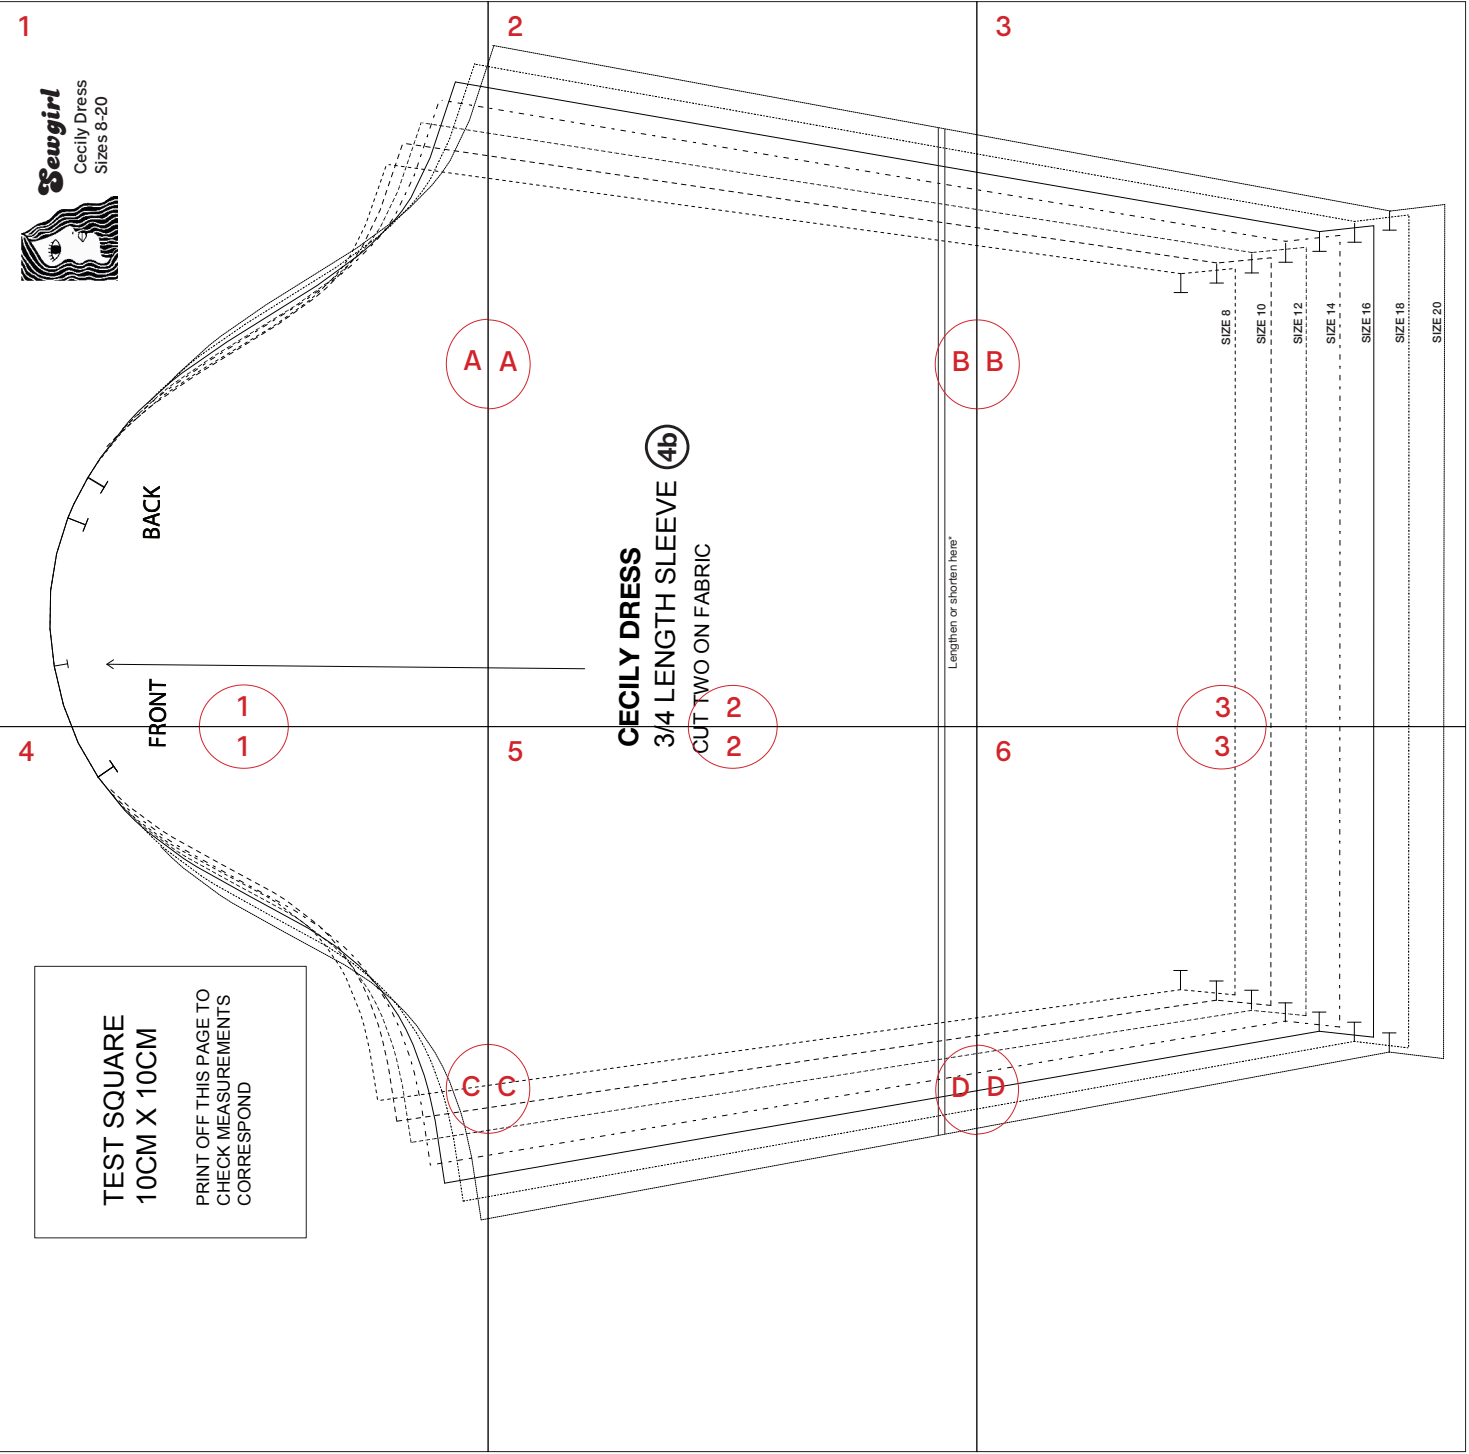 1
2
3
Sewgirl
Cecily Dress
Sizes 8-20
A A
B B
SIZE 8
SIZE 10
SIZE 12
SIZE 14
SIZE 16
SIZE 18
SIZE 20
BACK
FRONT
CECILY DRESS
3/4 LENGTH SLEEVE 4b
CUT TWO ON FABRIC
Lengthen or shorten here*
1
1
2
2
3
3
4
5
6
TEST SQUARE
10CM X 10CM
PRINT OFF THIS PAGE TO
CHECK MEASUREMENTS
CORRESPOND
C C
D D